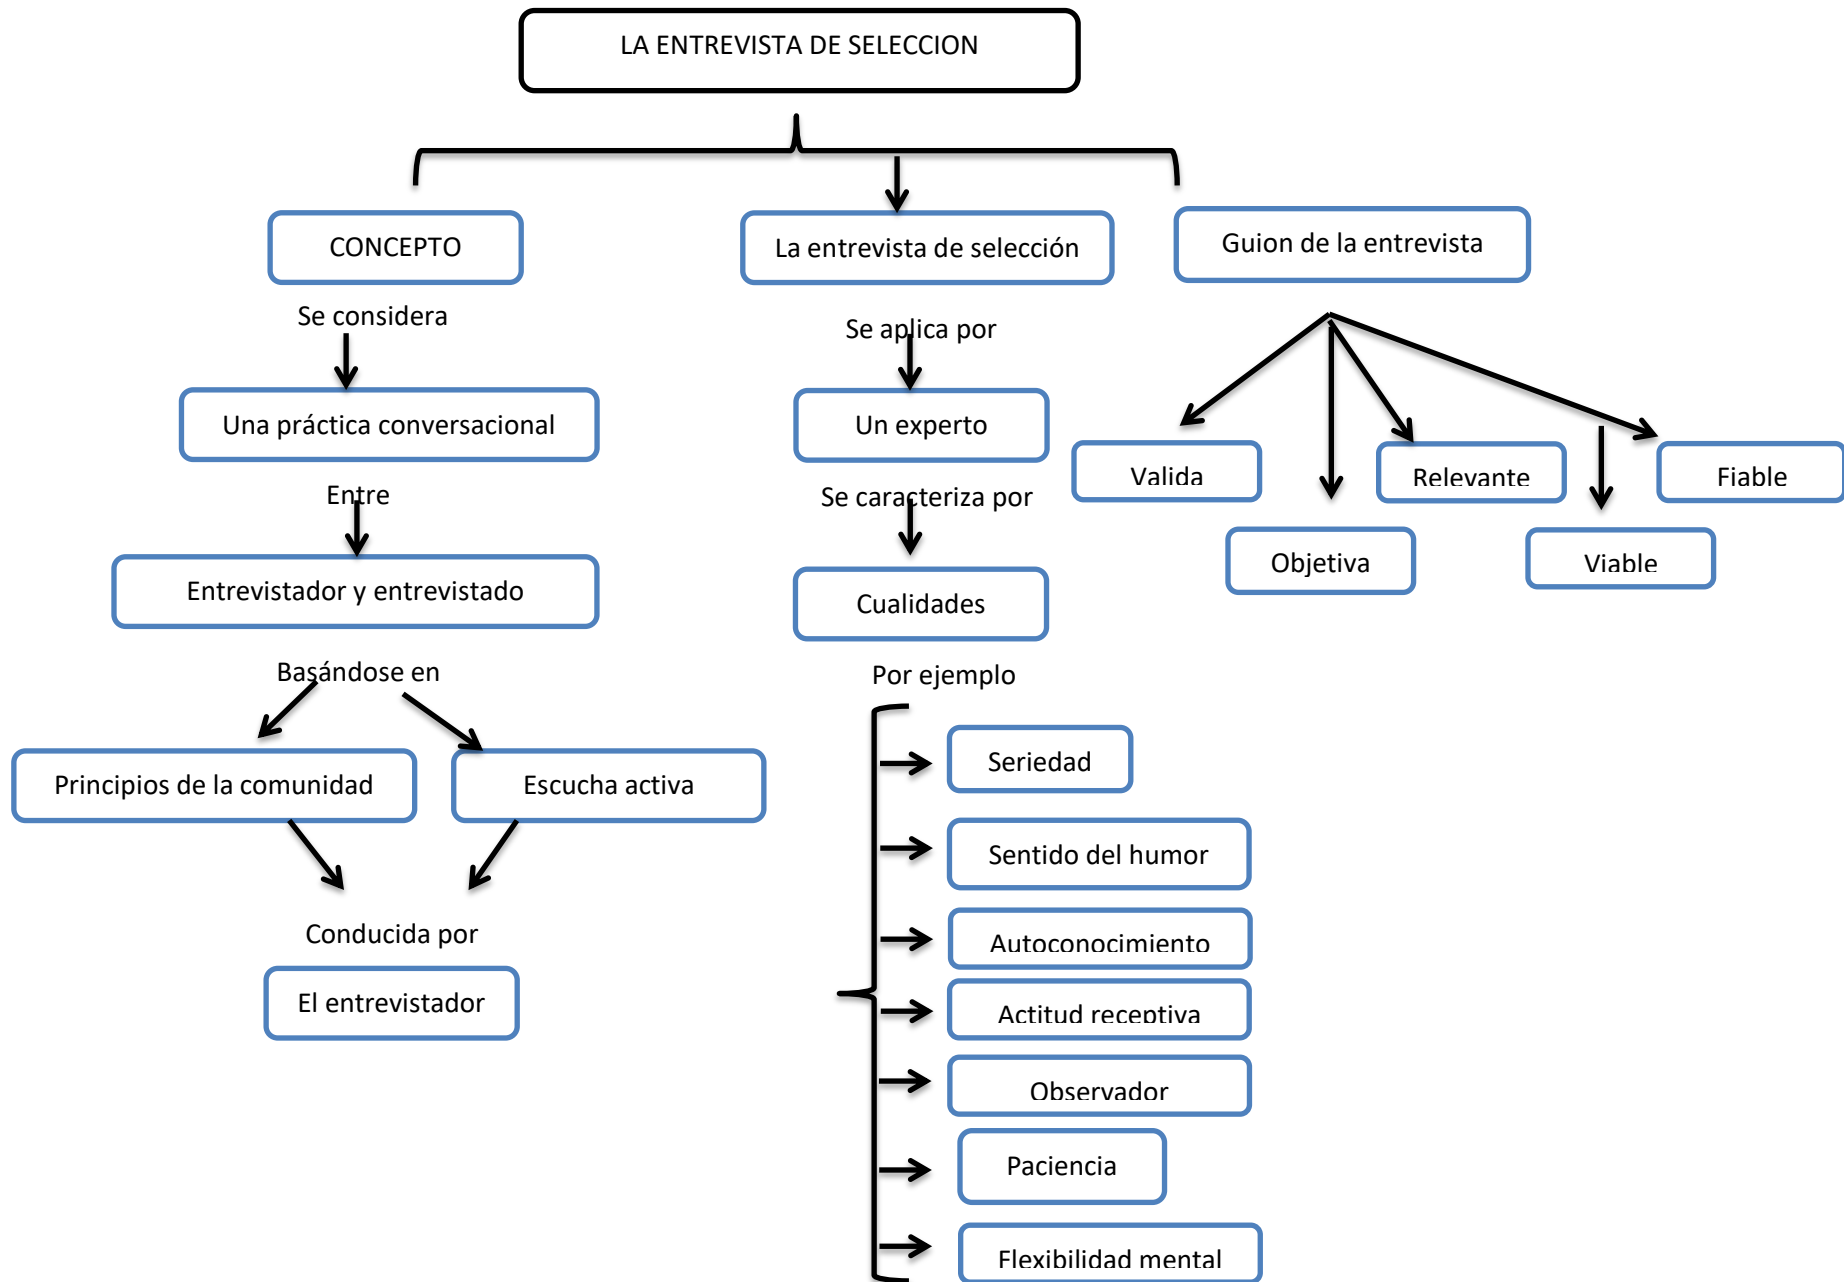 LA ENTREVISTA DE SELECCION
CONCEPTO
Se considera
Una práctica conversacional
Entre
Entrevistador y entrevistado
Basándose en
Principios de la comunidad
Escucha activa
Conducida por
El entrevistador
La entrevista de selección
Se aplica por
Un experto
Se caracteriza por
Cualidades
Por ejemplo
Seriedad
Sentido del humor
Autoconocimiento
Actitud receptiva
Observador
Paciencia
Flexibilidad mental
Guion de la entrevista
Valida
Objetiva
Relevante
Viable
Fiable